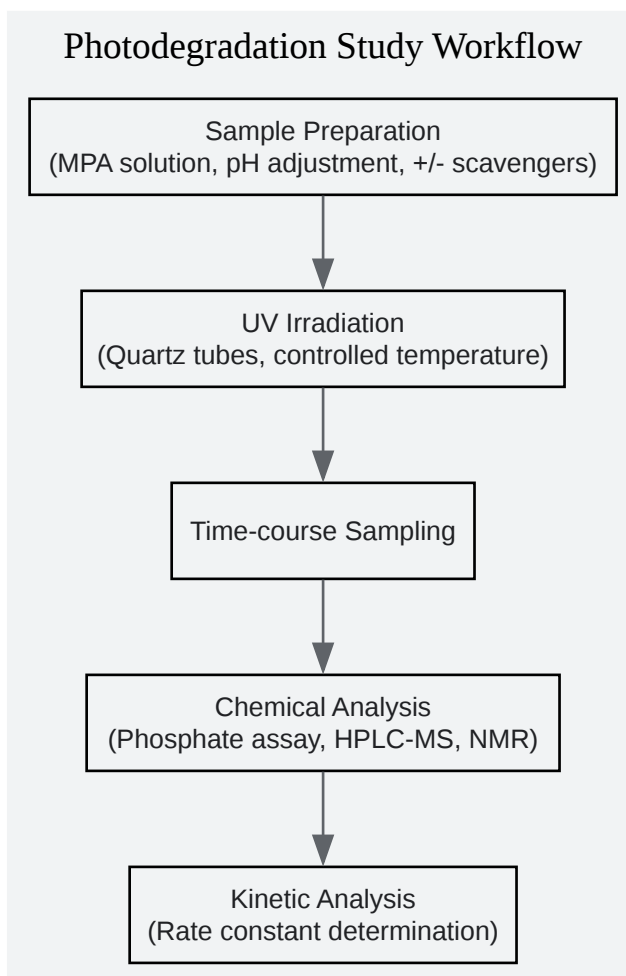 Photodegradation Study Workflow
Sample Preparation
(MPA solution, pH adjustment, +/- scavengers)
UV Irradiation
(Quartz tubes, controlled temperature)
Time-course Sampling
Chemical Analysis
(Phosphate assay, HPLC-MS, NMR)
Kinetic Analysis
(Rate constant determination)